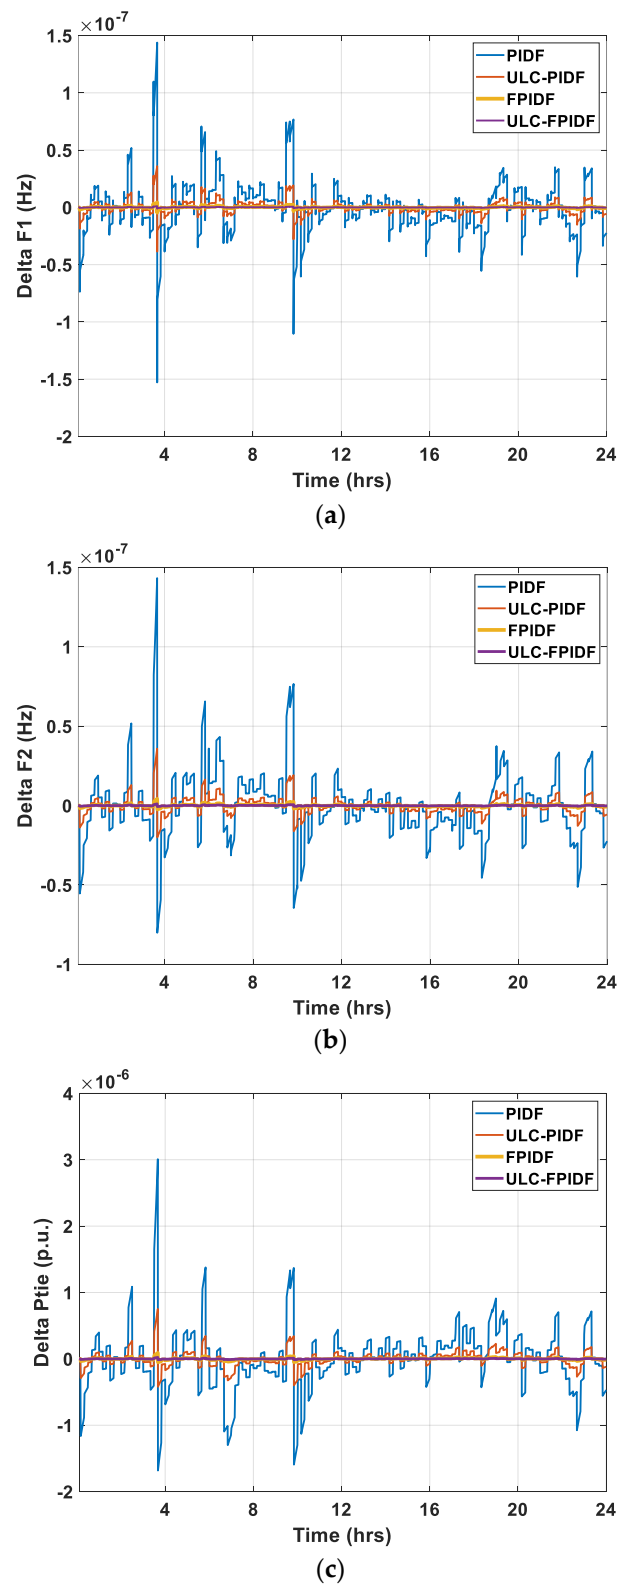 ×10-7
1.5
1
0.5
0
-0.5
-1
-1.5
-2
Delta F1 (Hz)
PIDF
ULC-PIDF
FPIDF
ULC-FPIDF
4 8 12 16 20 24
Time (hrs)
(a)
×10-7
1.5
1
0.5
0
-0.5
-1
Delta F2 (Hz)
PIDF
ULC-PIDF
FPIDF
ULC-FPIDF
4 8 12 16 20 24
Time (hrs)
(b)
×10-6
4
3
2
1
0
-1
-2
Delta Ptie (p.u.)
PIDF
ULC-PIDF
FPIDF
ULC-FPIDF
4 8 12 16 20 24
Time (hrs)
(c)